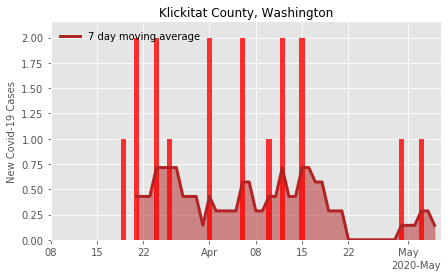 Klickitat County, Washington
7 day moving average
New Covid-19 Cases
2.00
1.75
1.50
1.25
1.00
0.75
0.50
0.25
0.00
08 15 22 Apr 08 15 22 May
2020-May